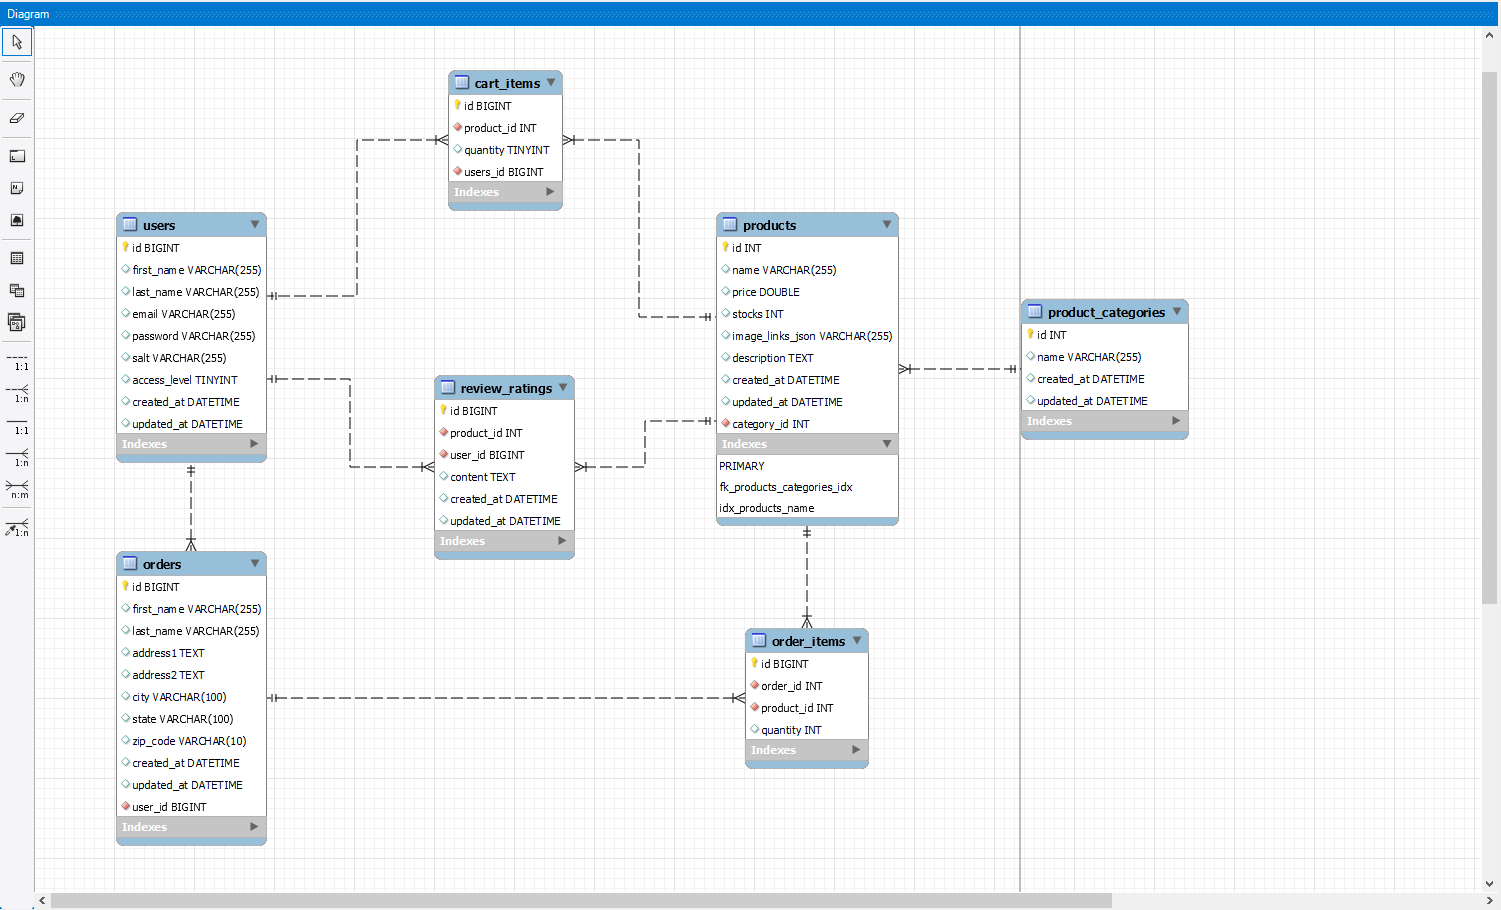 Diagram
cart_items
id BIGINT
product_id INT
quantity TINYINT
users_id BIGINT
Indexes
users
id BIGINT
first_name VARCHAR(255)
last_name VARCHAR(255)
email VARCHAR(255)
password VARCHAR(255)
salt VARCHAR(255)
access_level TINYINT
created_at DATETIME
updated_at DATETIME
Indexes
products
id INT
name VARCHAR(255)
price DOUBLE
stocks INT
image_links_json VARCHAR(255)
description TEXT
created_at DATETIME
updated_at DATETIME
category_id INT
Indexes
PRIMARY
fk_products_categories_idx
idx_products_name
product_categories
id INT
name VARCHAR(255)
created_at DATETIME
updated_at DATETIME
Indexes
review_ratings
id BIGINT
product_id INT
user_id BIGINT
content TEXT
created_at DATETIME
updated_at DATETIME
Indexes
orders
id BIGINT
first_name VARCHAR(255)
last_name VARCHAR(255)
address1 TEXT
address2 TEXT
city VARCHAR(100)
state VARCHAR(100)
zip_code VARCHAR(10)
created_at DATETIME
updated_at DATETIME
user_id BIGINT
Indexes
order_items
id BIGINT
order_id INT
product_id INT
quantity INT
Indexes
1:1
1:n
1:1
1:n
n:m
1:n